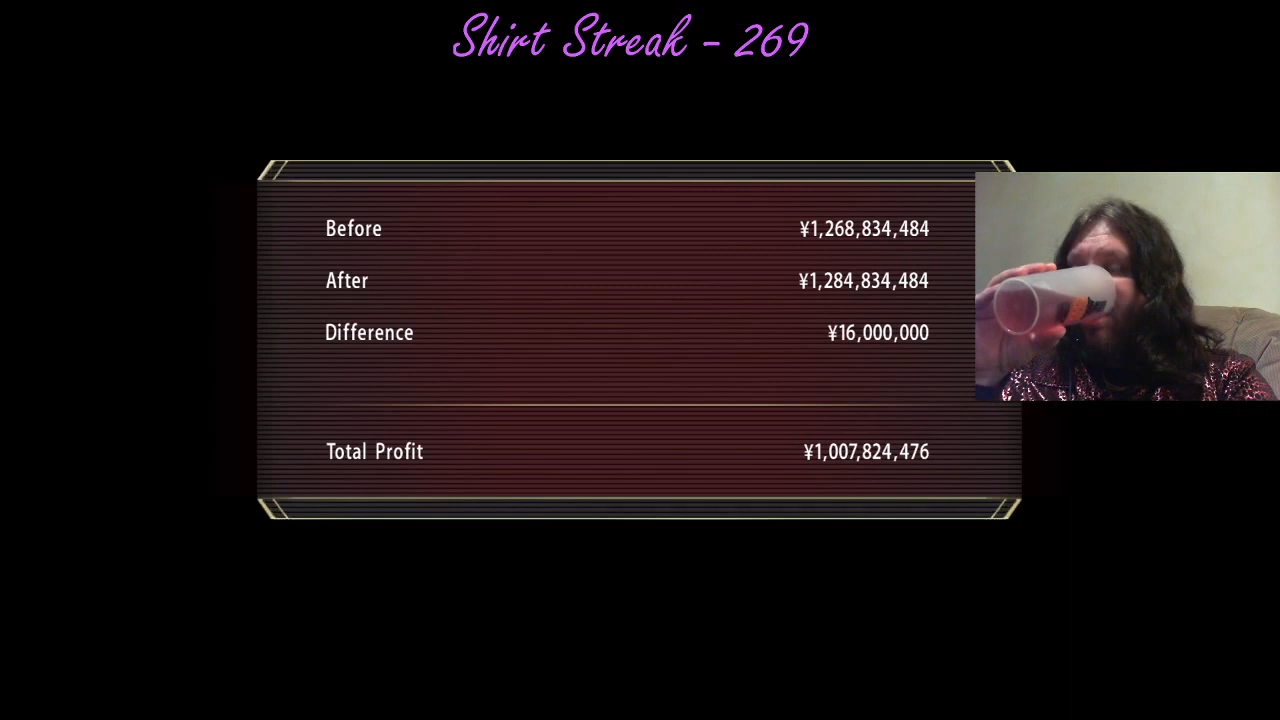 Shirt Streak - 269
Before ¥1,268,834,484
After ¥1,284,834,484
Difference ¥16,000,000
Total Profit ¥1,007,824,476